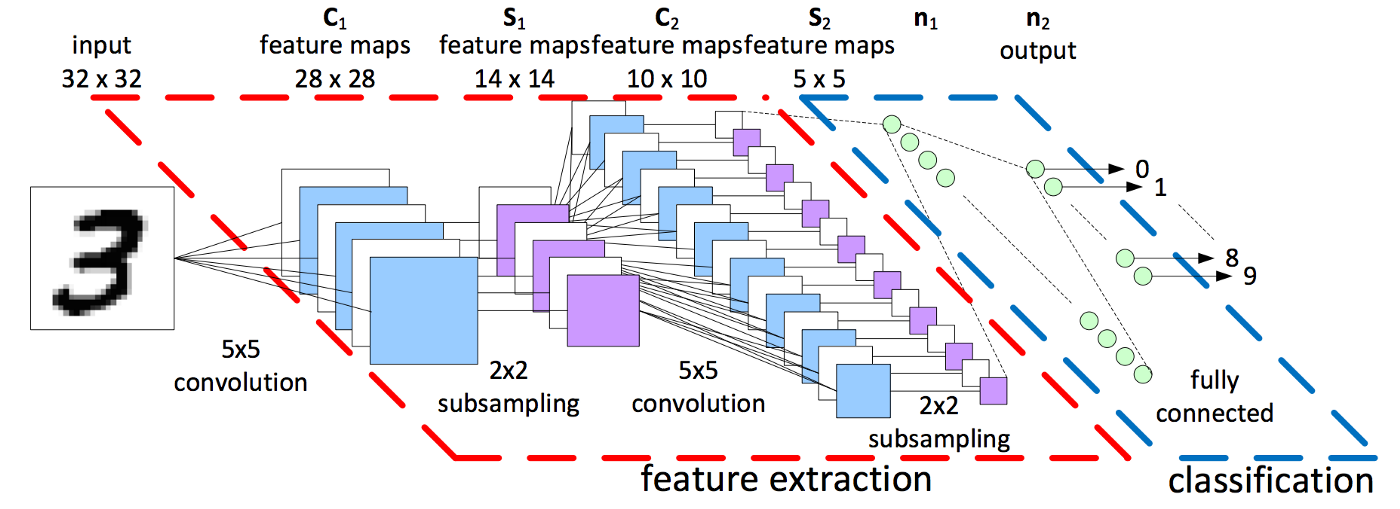 input
32 x 32
C1
feature maps
28 x 28
S1
feature maps
14 x 14
C2
feature maps
10 x 10
S2
feature maps
5 x 5
n1
n2
output
0
1
8
9
3
5x5
convolution
2x2
subsampling
5x5
convolution
2x2
subsampling
fully
connected
feature extraction
classification